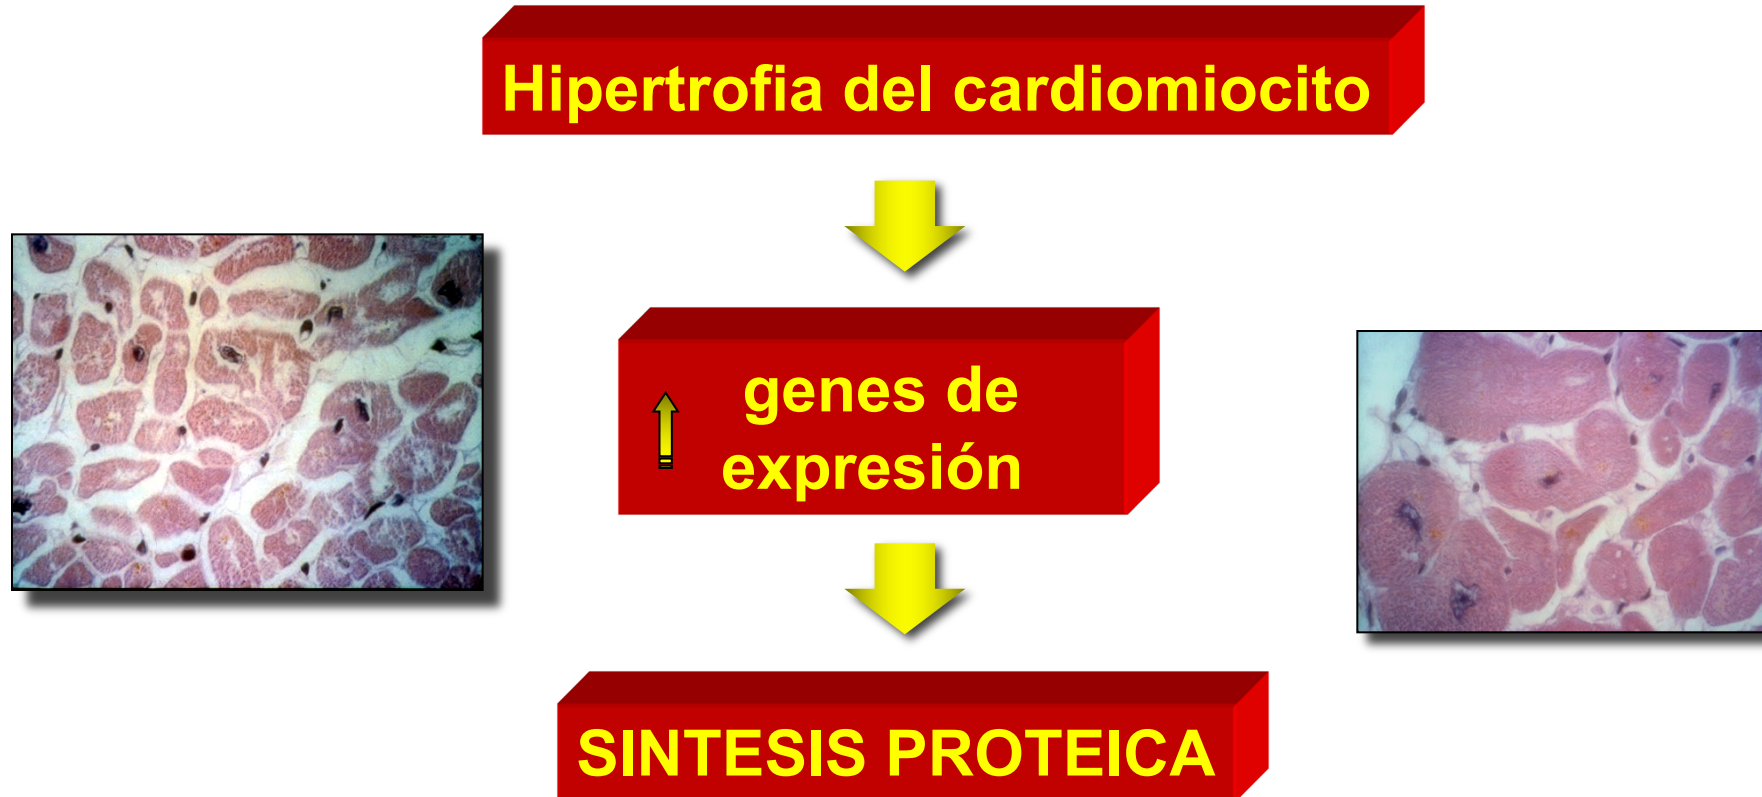 Hipertrofia del cardiomiocito
genes de
expresión
SINTESIS PROTEICA